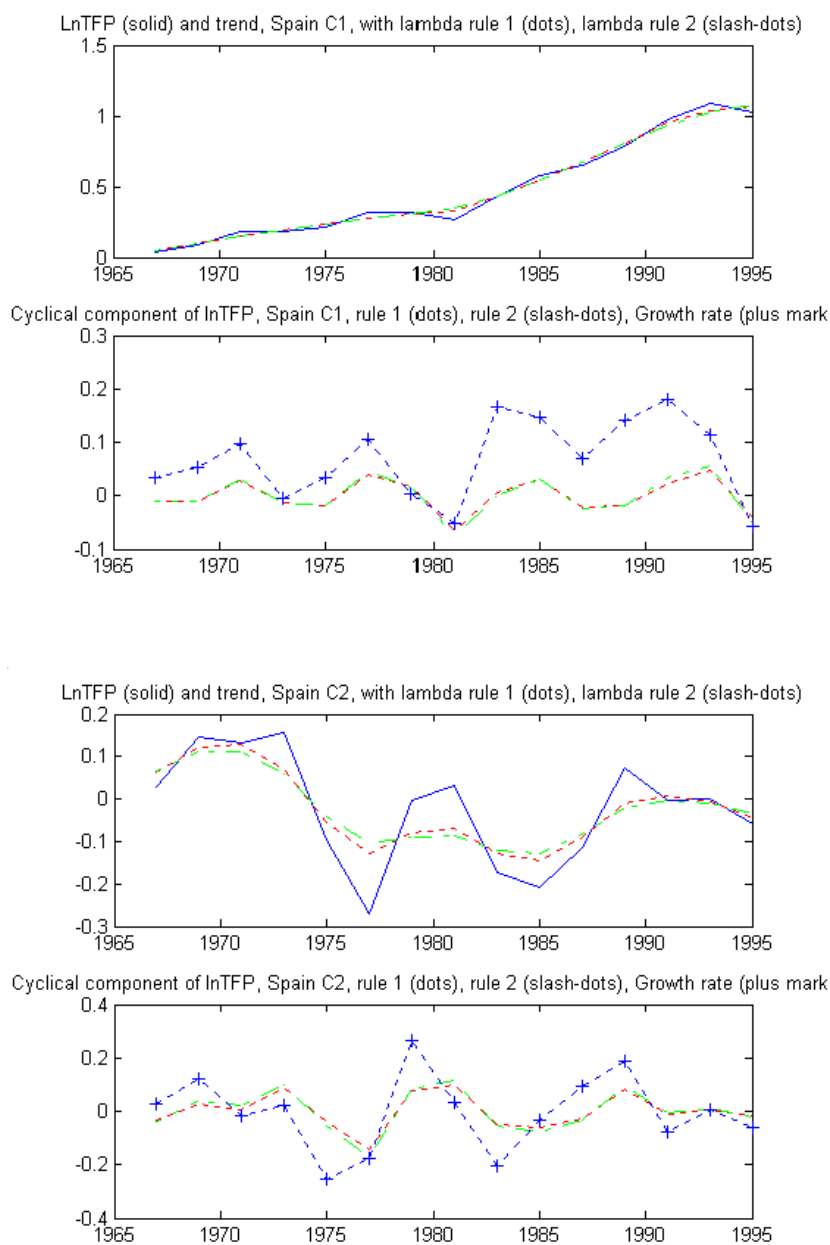 LnTFP (solid) and trend, Spain C1, with lambda rule 1 (dots), lambda rule 2 (slash-dots)
1.5
1
0.5
0
1965 1970 1975 1980 1985 1990 1995
Cyclical component of lnTFP, Spain C1, rule 1 (dots), rule 2 (slash-dots), Growth rate (plus mark
0.3
0.2
0.1
0
-0.1
1965 1970 1975 1980 1985 1990 1995
LnTFP (solid) and trend, Spain C2, with lambda rule 1 (dots), lambda rule 2 (slash-dots)
0.2
0.1
0
-0.1
-0.2
-0.3
1965 1970 1975 1980 1985 1990 1995
Cyclical component of lnTFP, Spain C2, rule 1 (dots), rule 2 (slash-dots), Growth rate (plus mark
0.4
0.2
0
-0.2
-0.4
1965 1970 1975 1980 1985 1990 1995